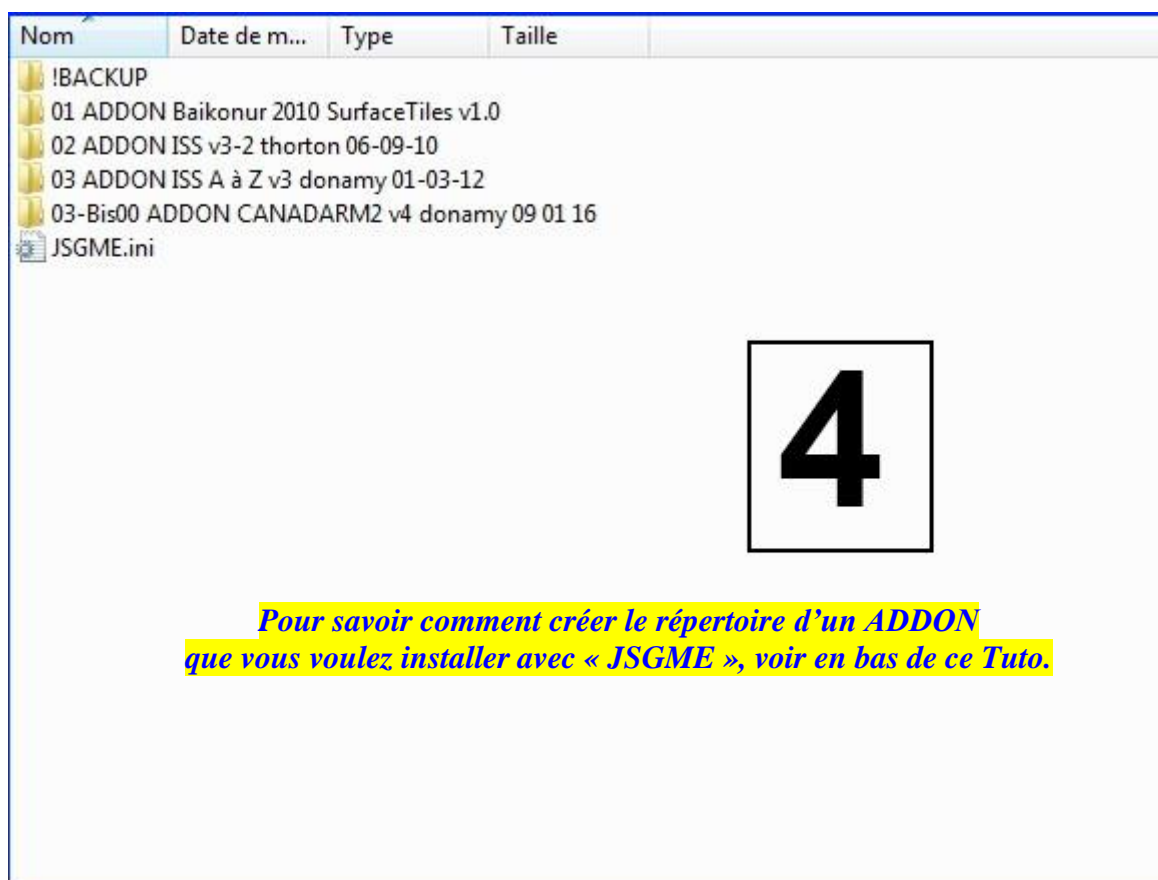 Nom Date de m... Type Taille
!BACKUP
01 ADDON Baikonur 2010 SurfaceTiles v1.0
02 ADDON ISS v3-2 thorton 06-09-10
03 ADDON ISS A à Z v3 donamy 01-03-12
03-Bis00 ADDON CANADARM2 v4 donamy 09 01 16
JSGME.ini
4
Pour savoir comment créer le répertoire d’un ADDON
que vous voulez installer avec « JSGME », voir en bas de ce Tuto.